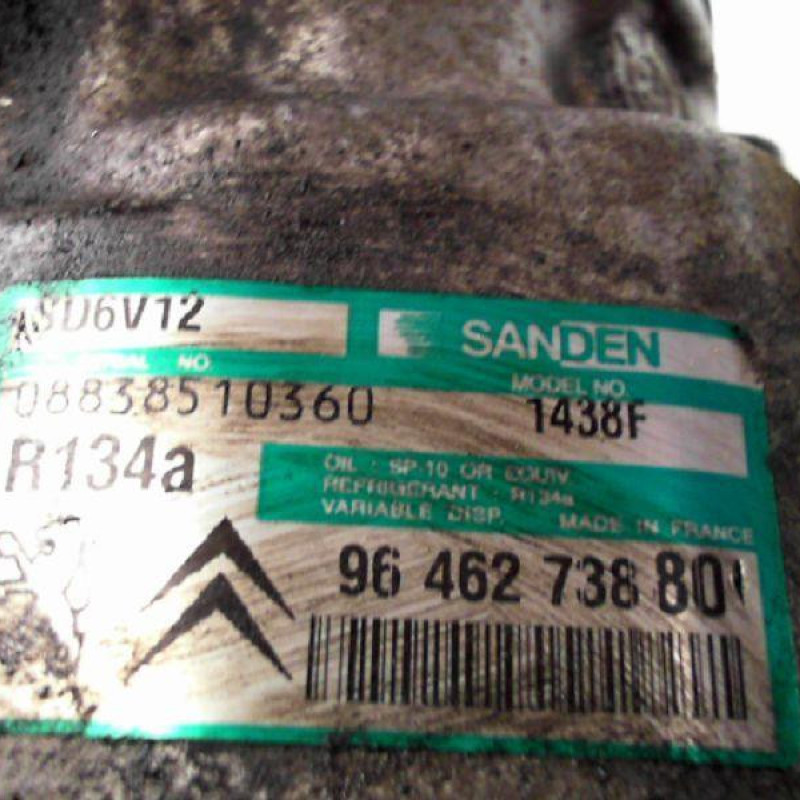 SD6V12
SANDEN
SERIAL NO.
MODEL NO.
08838510360
1438F
R134a
OIL : SP-10 OR EQUIV
REFRIGERANT : R134a
VARIABLE DISP. MADE IN FRANCE
96 462 738 80